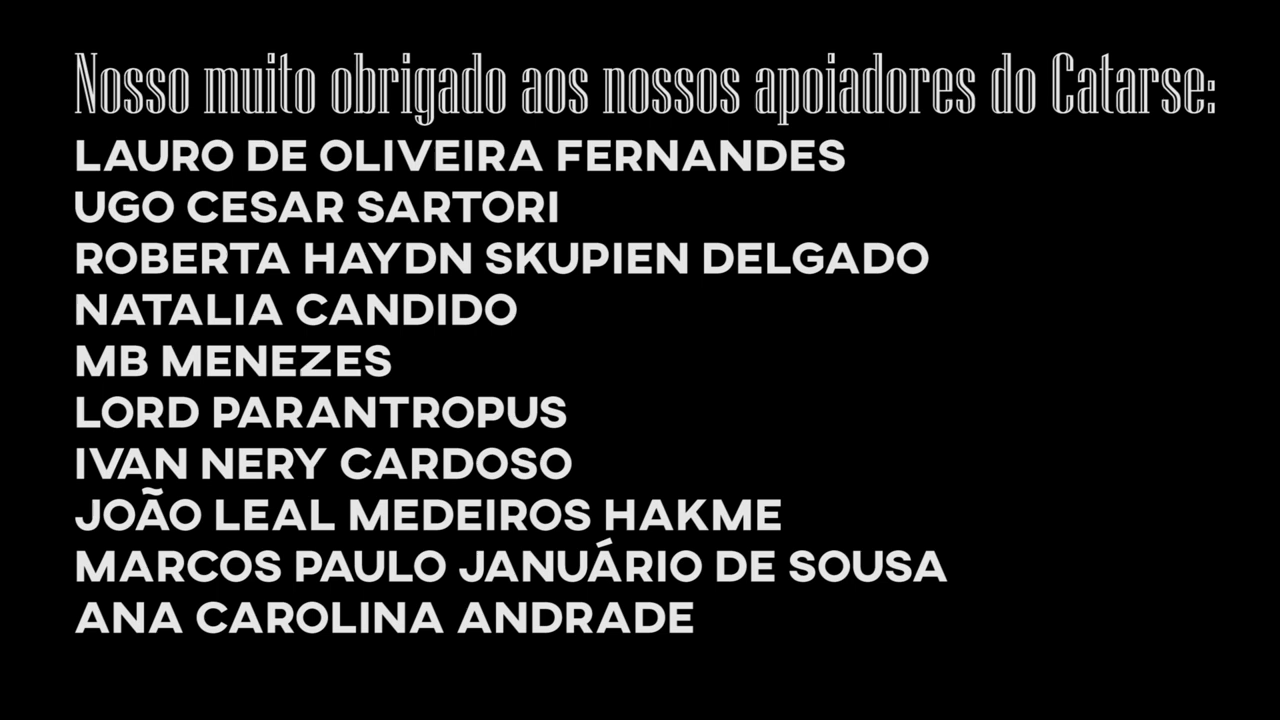 Nosso muito obrigado aos nossos apoiadores do Catarse:
LAURO DE OLIVEIRA FERNANDES
UGO CESAR SARTORI
ROBERTA HAYDN SKUPIEN DELGADO
NATALIA CANDIDO
MB MENEZES
LORD PARANTROPUS
IVAN NERY CARDOSO
JOÃO LEAL MEDEIROS HAKME
MARCOS PAULO JANUÁRIO DE SOUSA
ANA CAROLINA ANDRADE